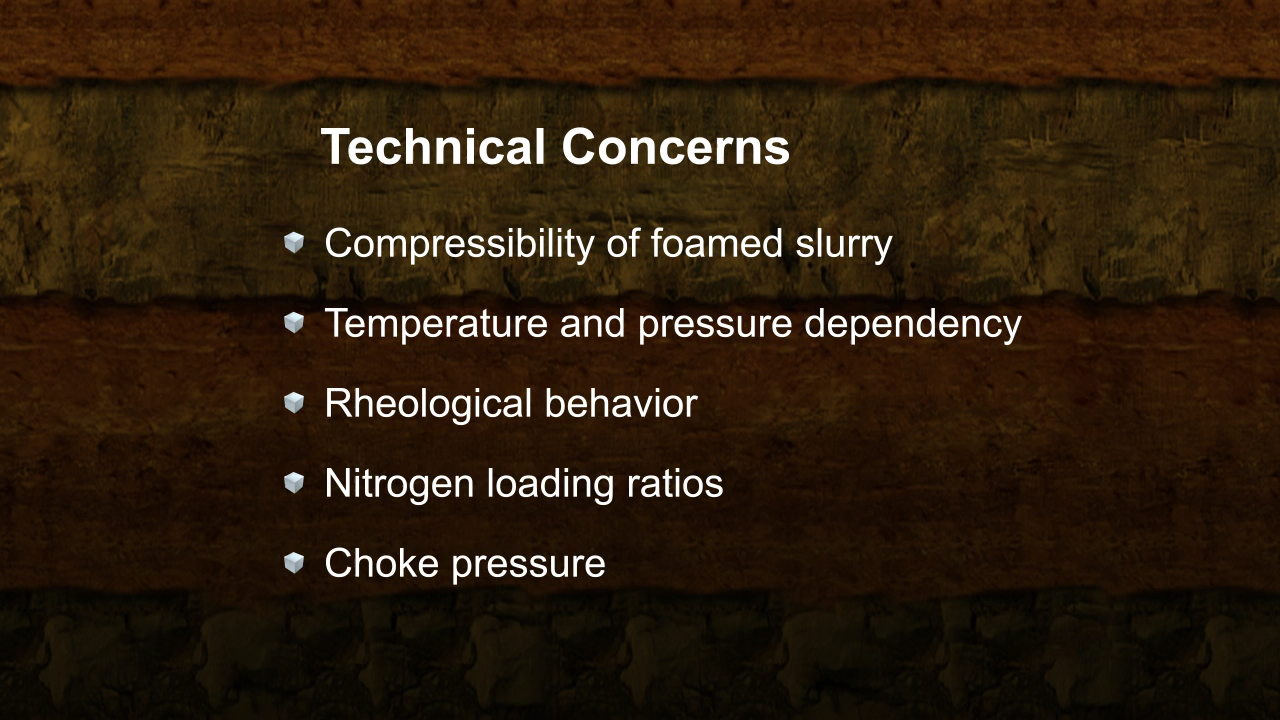 Technical Concerns
Compressibility of foamed slurry
Temperature and pressure dependency
Rheological behavior
Nitrogen loading ratios
Choke pressure